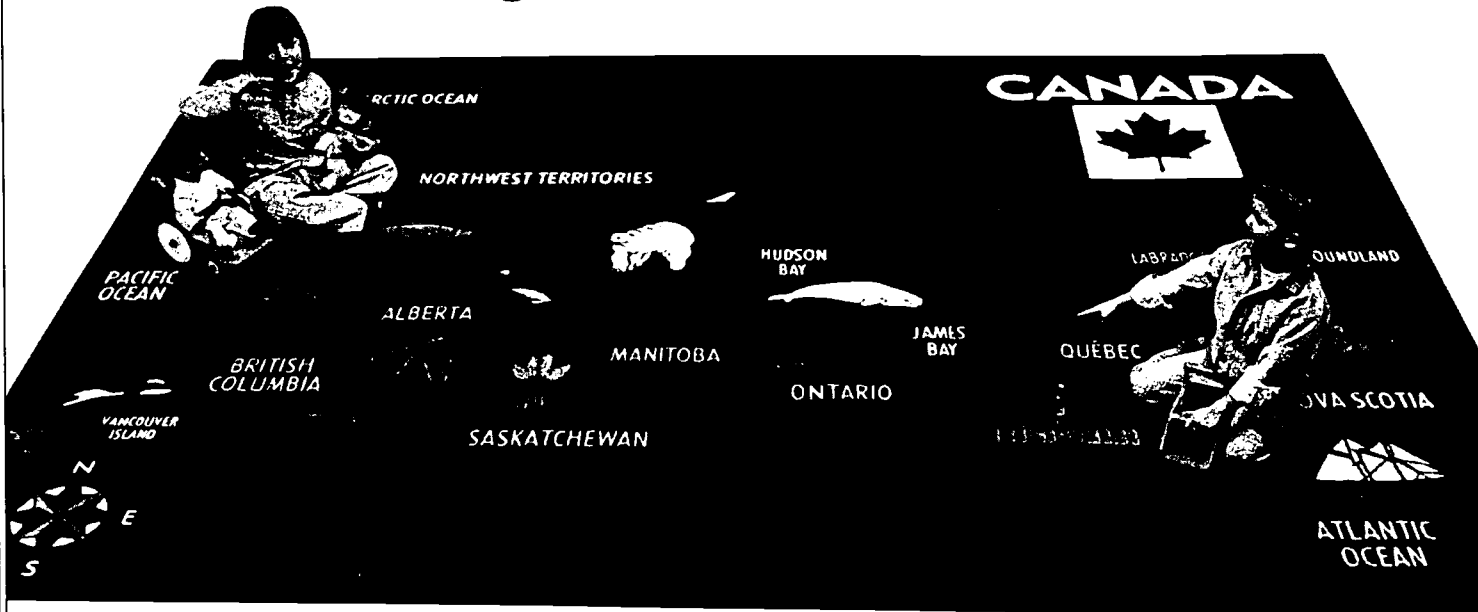 CANADA
RCTIC OCEAN
NORTHWEST TERRITORIES
HUDSON
BAY
OUNDLAND
PACIFIC
OCEAN
ALBERTA
JAMES
BAY
MANITOBA
QUÉBEC
BRITISH
COLUMBIA
ONTARIO
OVA SCOTIA
VANCOUVER
ISLAND
SASKATCHEWAN
N
E
S
ATLANTIC
OCEAN